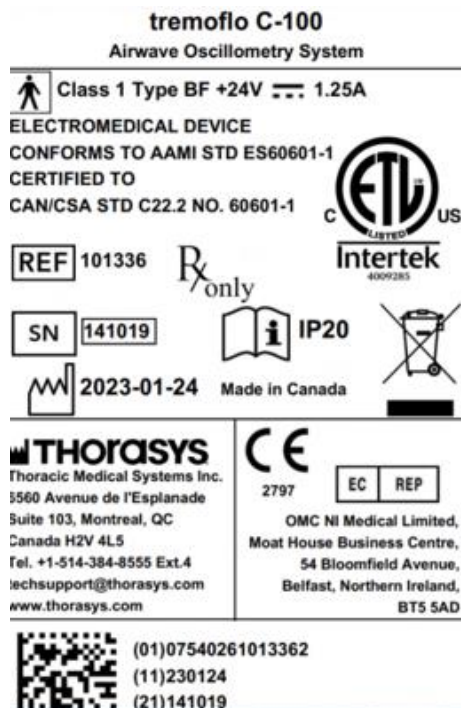 tremoflo C-100
Airwave Oscillometry System
Class 1 Type BF +24V 1.25A
ELECTROMEDICAL DEVICE
CONFORMS TO AAMI STD ES60601-1
CERTIFIED TO
CAN/CSA STD C22.2 NO. 60601-1
ETL
C US
LISTED
Intertek
4009285
REF 101336
Rx only
SN 141019
IP20
2023-01-24
Made in Canada
THORASYS
Thoracic Medical Systems Inc.
5560 Avenue de l'Esplanade
Suite 103, Montreal, QC
Canada H2V 4L5
Tel. +1-514-384-8555 Ext.4
techsupport@thorasys.com
www.thorasys.com
CE
2797
EC REP
OMC NI Medical Limited,
Moat House Business Centre,
54 Bloomfield Avenue,
Belfast, Northern Ireland,
BT5 5AD
(01)07540261013362
(11)230124
(21)141019